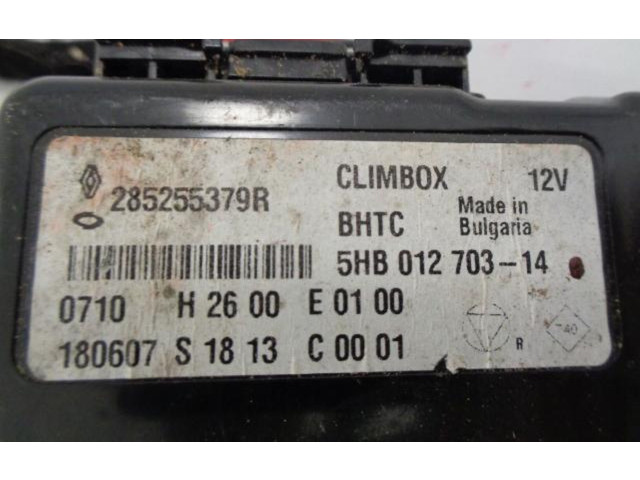 285255379R CLIMBOX 12V
BHTC Made in Bulgaria
5HB 012 703-14
0710 H 26 00 E 01 00
180607 S 18 13 C 00 01
R